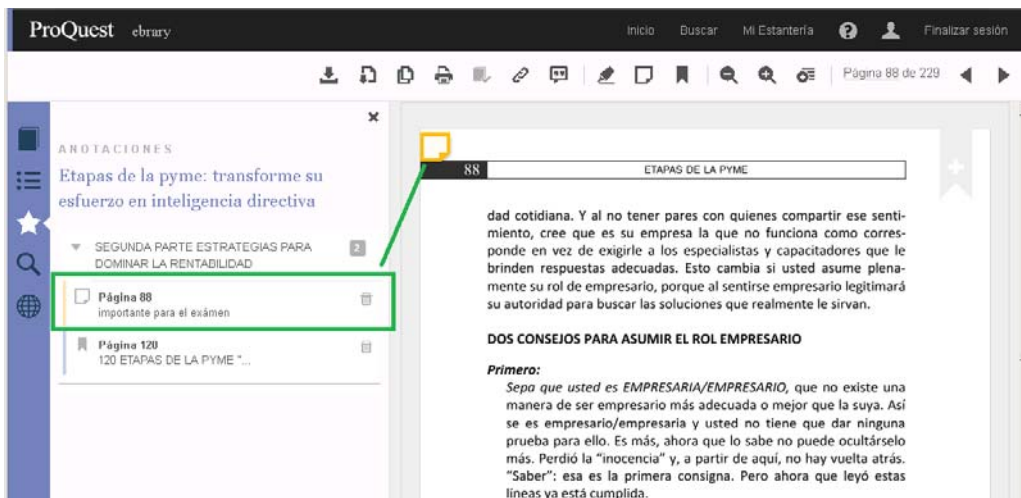 ProQuest ebrary
Inicio Buscar Mi Estantería ? Finalizar sesión
Página 88 de 229
ANOTACIONES
Etapas de la pyme: transforme su
esfuerzo en inteligencia directiva
SEGUNDA PARTE ESTRATEGIAS PARA 2
DOMINAR LA RENTABILIDAD
Página 88
importante para el exámen
Página 120
120 ETAPAS DE LA PYME "...
88 ETAPAS DE LA PYME
dad cotidiana. Y al no tener pares con quienes compartir ese senti-
miento, cree que es su empresa la que no funciona como corres-
ponde en vez de exigirle a los especialistas y capacitadores que le
brinden respuestas adecuadas. Esto cambia si usted asume plena-
mente su rol de empresario, porque al sentirse empresario legitimará
su autoridad para buscar las soluciones que realmente le sirvan.
DOS CONSEJOS PARA ASUMIR EL ROL EMPRESARIO
Primero:
Sepa que usted es EMPRESARIA/EMPRESARIO, que no existe una
manera de ser empresario más adecuada o mejor que la suya. Así
se es empresario/empresaria y usted no tiene que dar ninguna
prueba para ello. Es más, ahora que lo sabe no puede ocultárselo
más. Perdió la “inocencia” y, a partir de aquí, no hay vuelta atrás.
“Saber”: esa es la primera consigna. Pero ahora que leyó estas
líneas ya está cumplida.